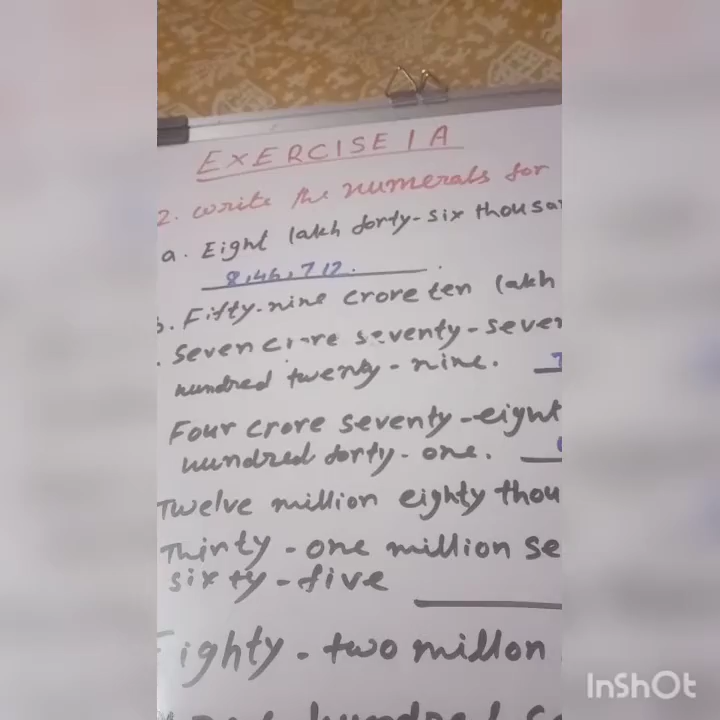 EXERCISE 1A
2. Write the numerals for
a. Eight lakh forty-six thousa
8,46,712.
b. Fifty-nine crore ten lakh
Seven crore seventy-seven
hundred twenty-nine. 7
Four crore seventy-eight
hundred forty-one.
Twelve million eighty thou
Thirty-one million se
sixty-five
Eighty-two millon
hundred
InShOt